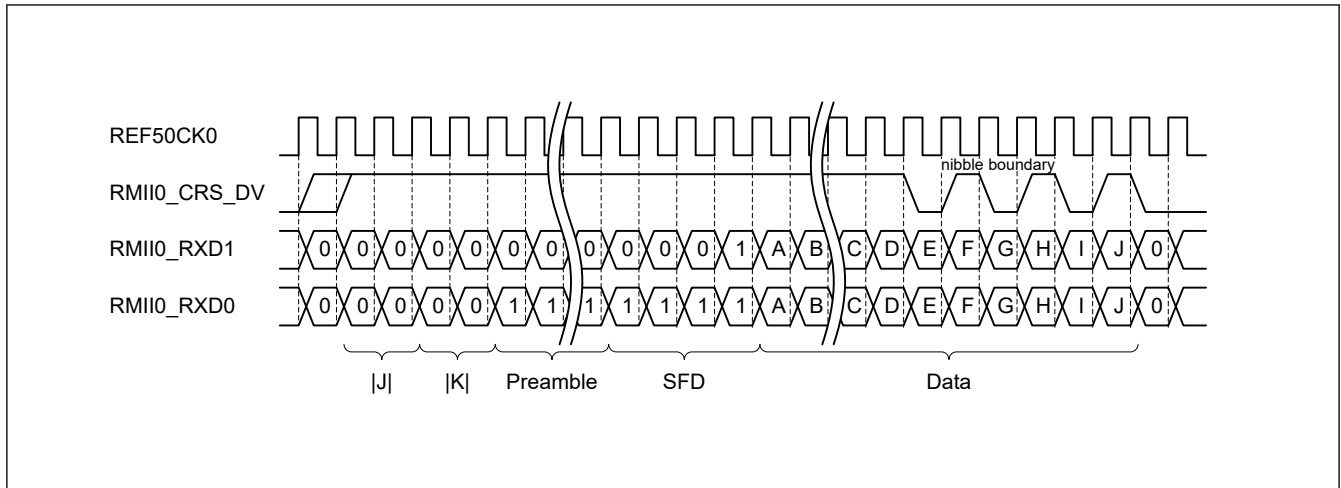 REF50CK0
nibble boundary
RMII0_CRS_DV
RMII0_RXD1 0 0 0 0 0 0 0 0 0 0 0 1 A B C D E F G H I J 0
RMII0_RXD0 0 0 0 0 0 1 1 1 1 1 1 1 A B C D E F G H I J 0
|J| |K| Preamble SFD Data